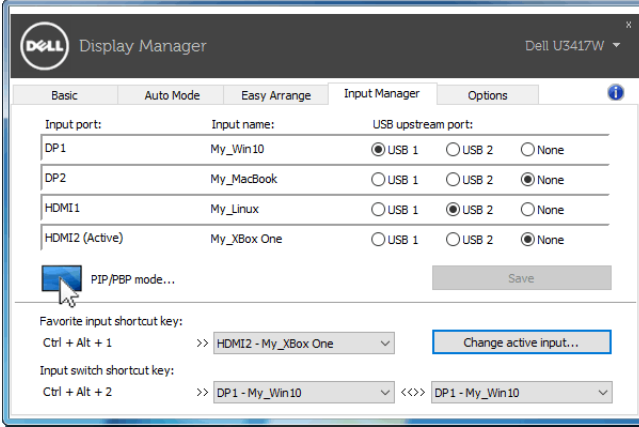 DELL Display Manager Dell U3417W x
Basic Auto Mode Easy Arrange Input Manager Options i
Input port: Input name: USB upstream port:
DP1 My_Win10 USB 1 USB 2 None
DP2 My_MacBook USB 1 USB 2 None
HDMI1 My_Linux USB 1 USB 2 None
HDMI2 (Active) My_XBox One USB 1 USB 2 None
PIP/PBP mode... Save
Favorite input shortcut key:
Ctrl + Alt + 1 >> HDMI2 - My_XBox One Change active input...
Input switch shortcut key:
Ctrl + Alt + 2 >> DP1 - My_Win10 <<>> DP1 - My_Win10